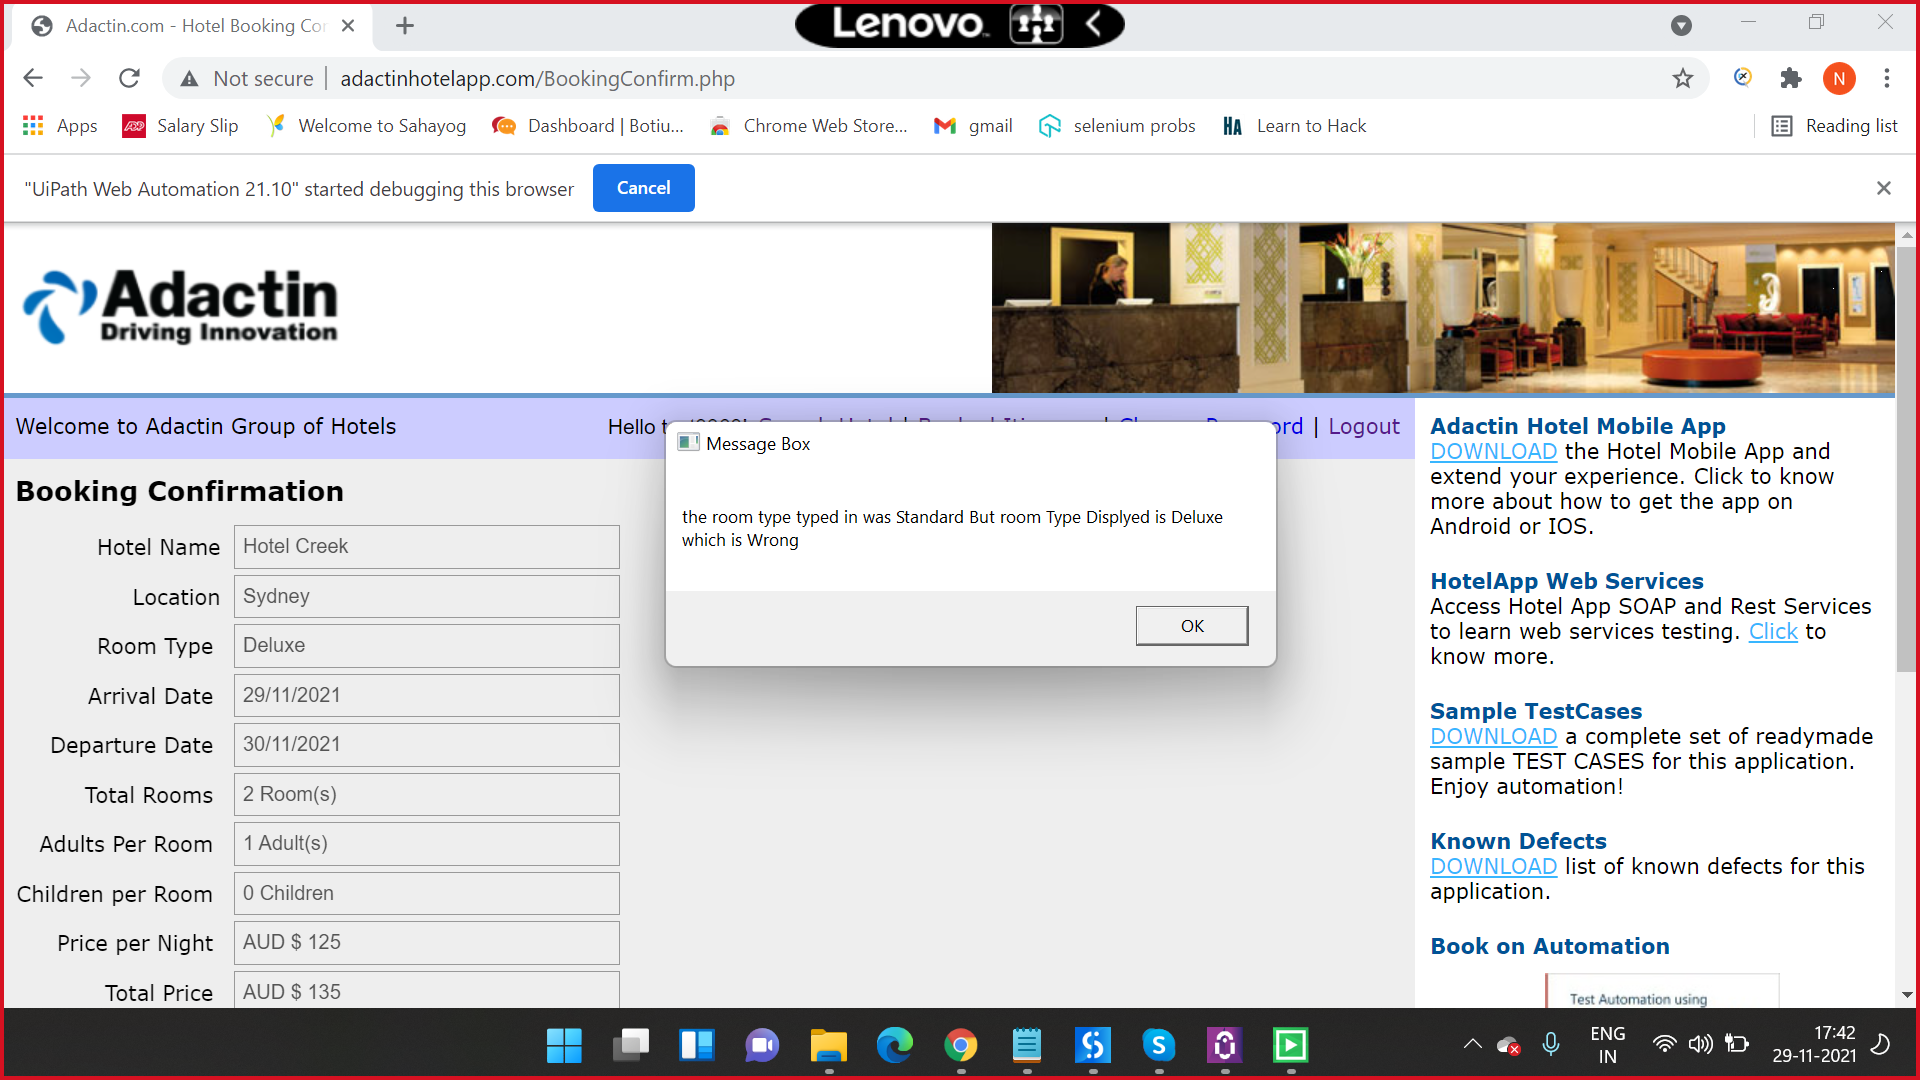 Adactin.com - Hotel Booking Cor
Lenovo
Not secure | adactinhotelapp.com/BookingConfirm.php
N
Apps
ADP
Salary Slip
Welcome to Sahayog
Dashboard | Botiu...
Chrome Web Store...
gmail
selenium probs
HA
Learn to Hack
Reading list
"UiPath Web Automation 21.10" started debugging this browser
Cancel
Adactin
Driving Innovation
Welcome to Adactin Group of Hotels
Hello
ord | Logout
Message Box
the room type typed in was Standard But room Type Displyed is Deluxe
which is Wrong
OK
Booking Confirmation
Hotel Name Hotel Creek
Location Sydney
Room Type Deluxe
Arrival Date 29/11/2021
Departure Date 30/11/2021
Total Rooms 2 Room(s)
Adults Per Room 1 Adult(s)
Children per Room 0 Children
Price per Night AUD $ 125
Total Price AUD $ 135
Adactin Hotel Mobile App
DOWNLOAD the Hotel Mobile App and
extend your experience. Click to know
more about how to get the app on
Android or IOS.
HotelApp Web Services
Access Hotel App SOAP and Rest Services
to learn web services testing. Click to
know more.
Sample TestCases
DOWNLOAD a complete set of readymade
sample TEST CASES for this application.
Enjoy automation!
Known Defects
DOWNLOAD list of known defects for this
application.
Book on Automation
Test Automation using
ENG
IN
17:42
29-11-2021